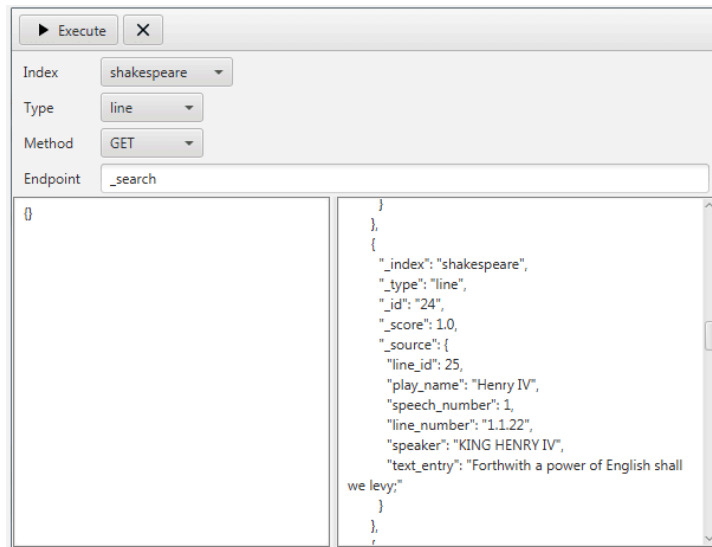 Execute
Index shakespeare
Type line
Method GET
Endpoint _search
{}
}
},
{
"_index": "shakespeare",
"_type": "line",
"_id": "24",
"_score": 1.0,
"_source": {
"line_id": 25,
"play_name": "Henry IV",
"speech_number": 1,
"line_number": "1.1.22",
"speaker": "KING HENRY IV",
"text_entry": "Forthwith a power of English shall
we levy;"
}
},
{